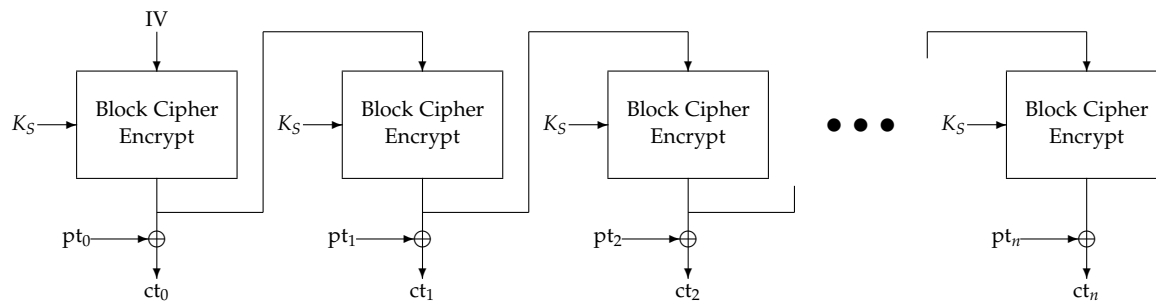 IV
Block Cipher
Encrypt
Block Cipher
Encrypt
Block Cipher
Encrypt
Block Cipher
Encrypt
K_S
K_S
K_S
K_S
pt_0
pt_1
pt_2
pt_n
ct_0
ct_1
ct_2
ct_n